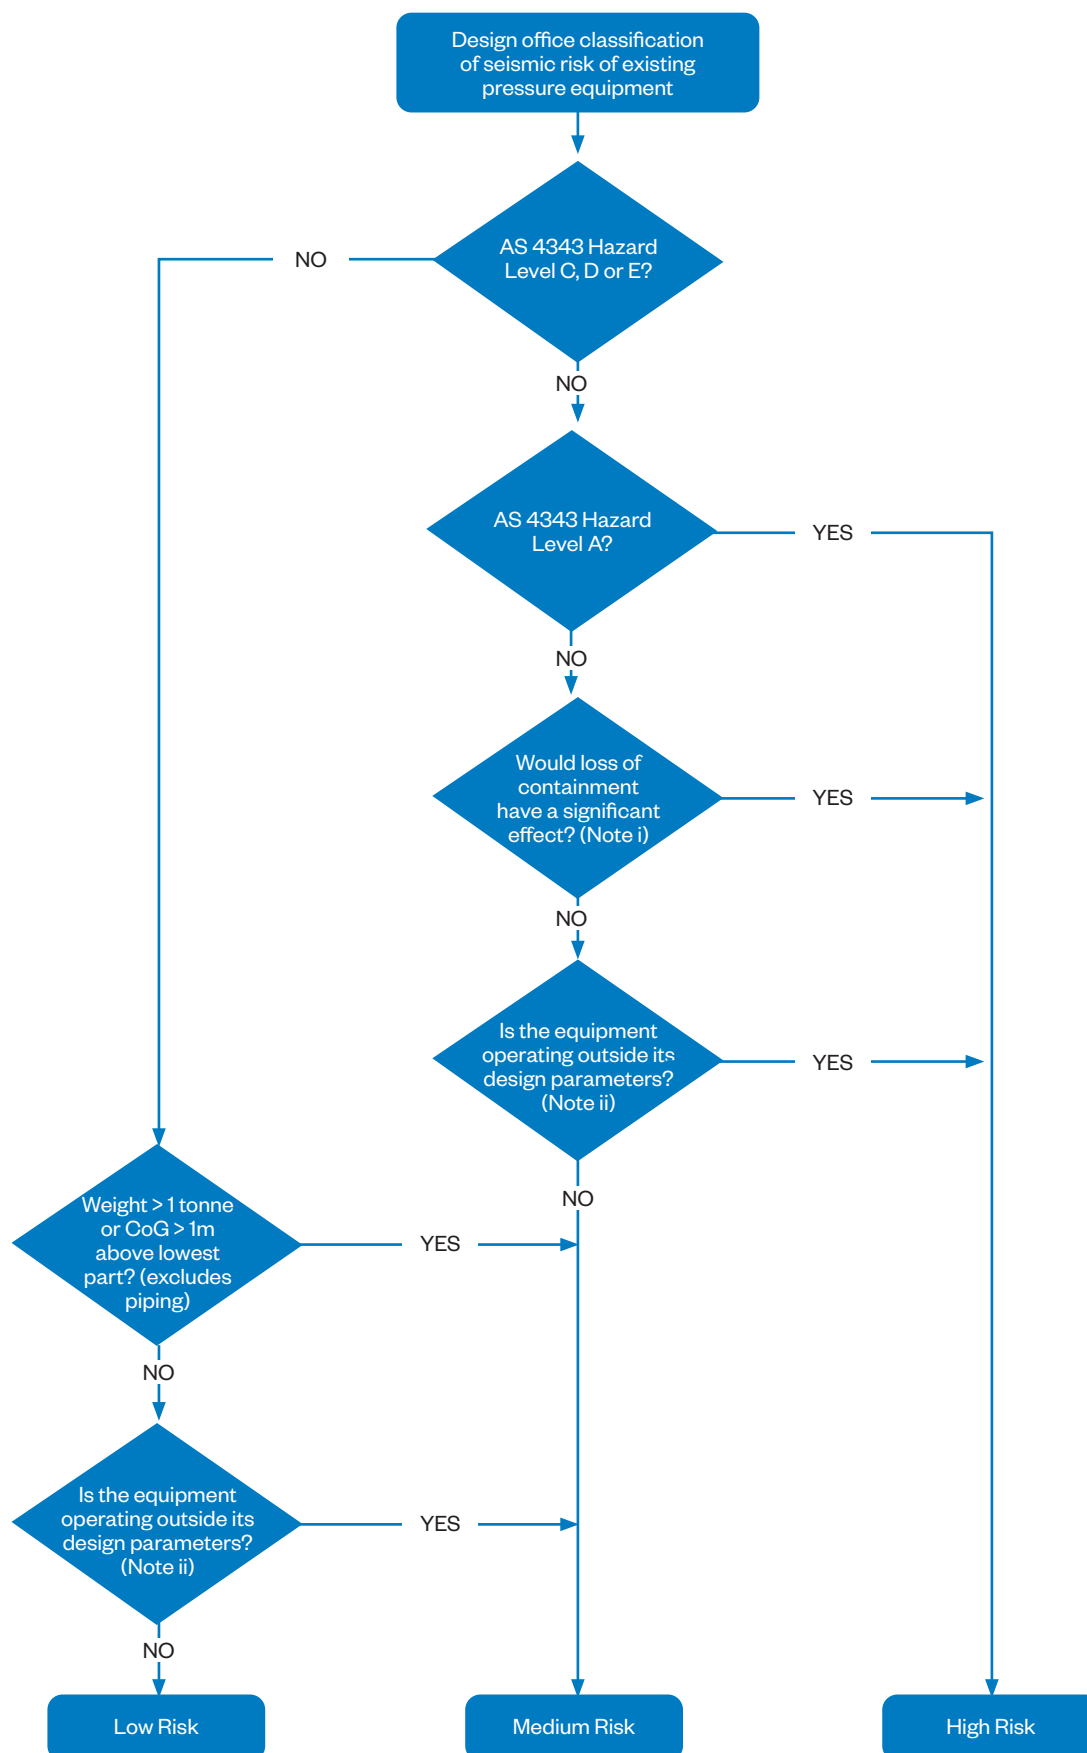 Design office classification
of seismic risk of existing
pressure equipment
AS 4343 Hazard
Level C, D or E?
NO
NO
AS 4343 Hazard
Level A?
YES
NO
Would loss of
containment
have a significant
effect? (Note i)
YES
NO
Is the equipment
operating outside its
design parameters?
(Note ii)
YES
NO
Weight > 1 tonne
or CoG > 1m
above lowest
part? (excludes
piping)
YES
NO
Is the equipment
operating outside its
design parameters?
(Note ii)
YES
NO
Low Risk
Medium Risk
High Risk